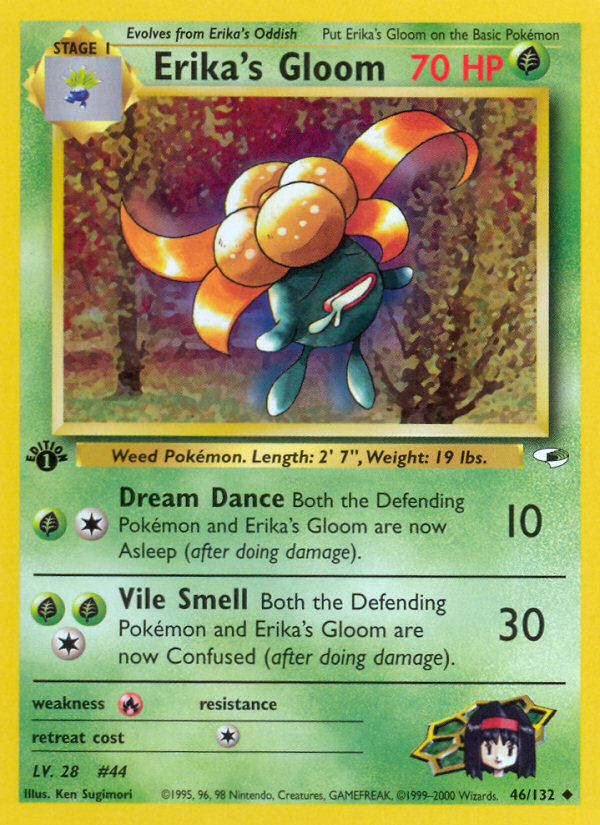 Evolves from Erika's Oddish Put Erika's Gloom on the Basic Pokémon
STAGE 1
Erika's Gloom 70 HP
EDITION
1
Weed Pokémon. Length: 2' 7", Weight: 19 lbs.
Dream Dance Both the Defending
Pokémon and Erika's Gloom are now
Asleep (after doing damage).
10
Vile Smell Both the Defending
Pokémon and Erika's Gloom are
now Confused (after doing damage).
30
weakness resistance
retreat cost
LV. 28 #44
Illus. Ken Sugimori ©1995, 96, 98 Nintendo, Creatures, GAMEFREAK. ©1999–2000 Wizards. 46/132